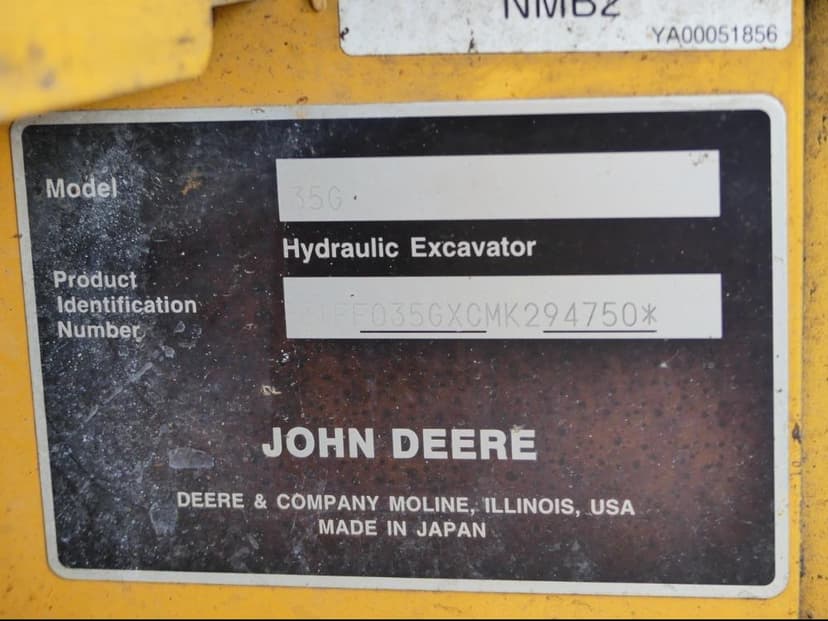 NMB2
YA00051856
Model
35G
Hydraulic Excavator
Product
Identification
Number
1FF035GXCMK294750*
JOHN DEERE
DEERE & COMPANY MOLINE, ILLINOIS, USA
MADE IN JAPAN